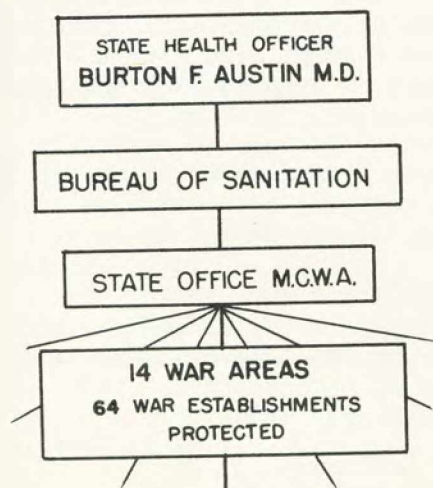 STATE HEALTH OFFICER
BURTON F. AUSTIN M.D.
BUREAU OF SANITATION
STATE OFFICE M.C.W.A.
14 WAR AREAS
64 WAR ESTABLISHMENTS
PROTECTED